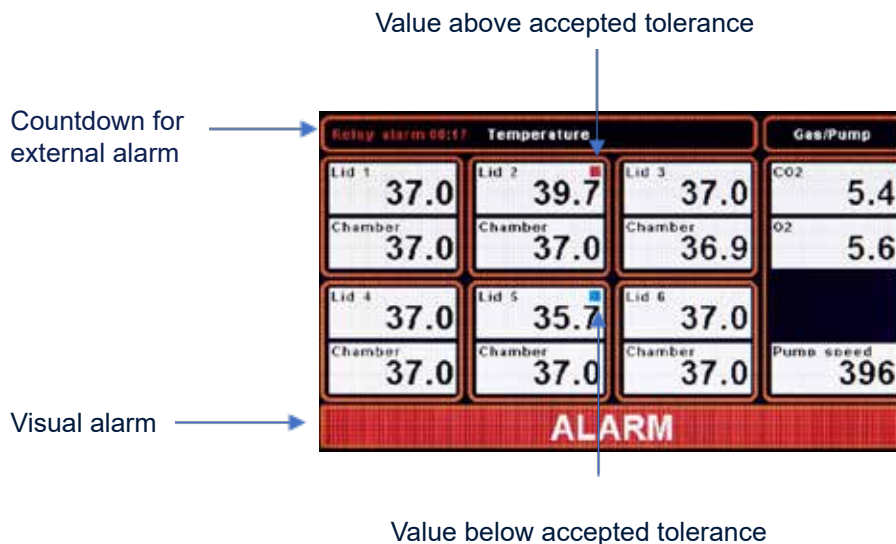 Value above accepted tolerance
Countdown for
external alarm
Relay alarm 00:17 Temperature Gas/Pump
Lid 1 Lid 2 Lid 3 CO2
37.0 39.7 37.0 5.4
Chamber Chamber Chamber O2
37.0 37.0 36.9 5.6
Lid 4 Lid 5 Lid 6
37.0 35.7 37.0
Chamber Chamber Chamber Pump speed
37.0 37.0 37.0 396
Visual alarm
ALARM
Value below accepted tolerance